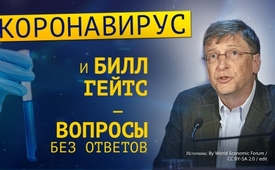 КОРОНАВИРУС
И БИЛЛ
ГЕЙТС
–
ВОПРОСЫ
БЕЗ ОТВЕТОВ
Источник: By World Economic Forum /
CC BY-SA 2.0 / edit